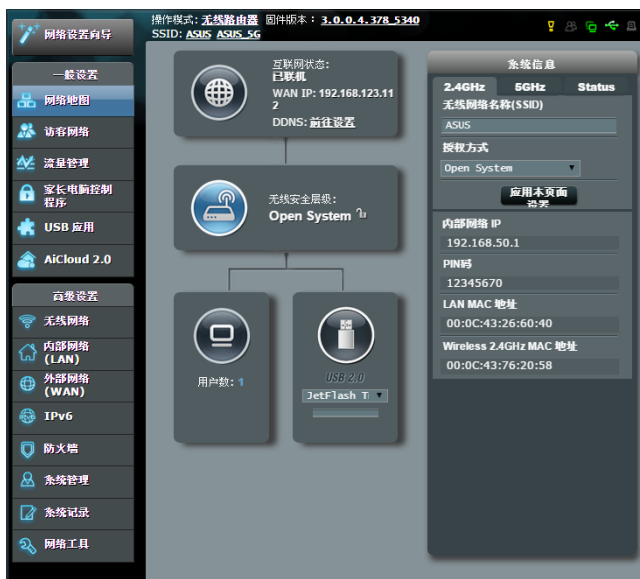 操作模式: 无线路由器 固件版本: 3.0.0.4.378_5340
SSID: ASUS ASUS_5G
网络设置向导
一般设置
网络地图
访客网络
流量管理
家长电脑控制
程序
USB 应用
AiCloud 2.0
高级设置
无线网络
内部网络
(LAN)
外部网络
(WAN)
IPv6
防火墙
系统管理
系统记录
网络工具
互联网状态:
已联机
WAN IP: 192.168.123.11
2
DDNS: 前往设置
无线安全层级:
Open System
用户数: 1
USB 2.0
JetFlash T
系统信息
2.4GHz 5GHz Status
无线网络名称(SSID)
ASUS
授权方式
Open System
应用本页面
设置
内部网络 IP
192.168.50.1
PIN码
12345670
LAN MAC 地址
00:0C:43:26:60:40
Wireless 2.4GHz MAC 地址
00:0C:43:76:20:58